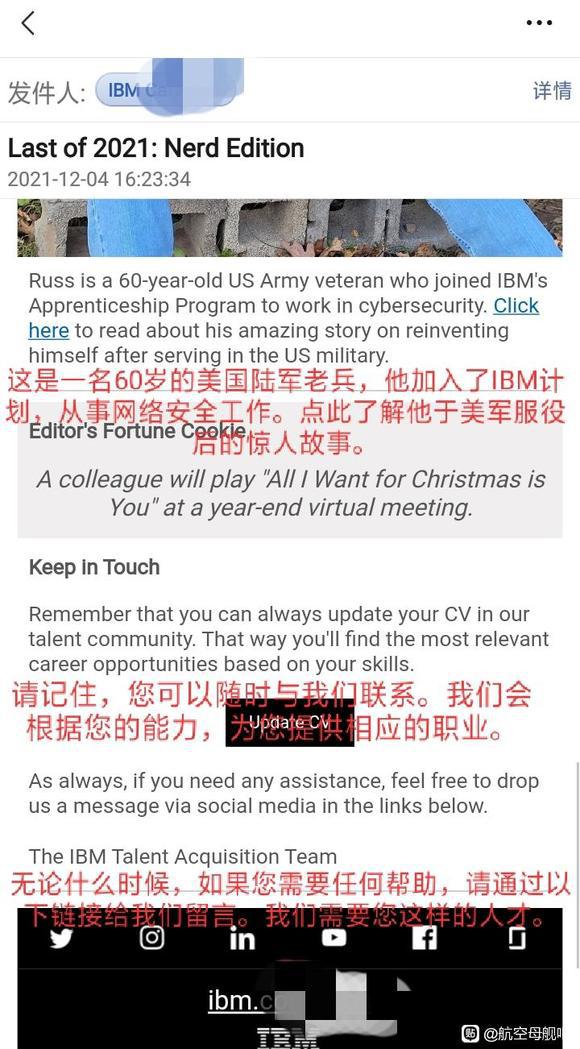 发件人: IBM
详情
Last of 2021: Nerd Edition
2021-12-04 16:23:34
Russ is a 60-year-old US Army veteran who joined IBM's
Apprenticeship Program to work in cybersecurity. Click
here to read about his amazing story on reinventing
himself after serving in the US military.
这是一名60岁的美国陆军老兵，他加入了IBM计
划，从事网络安全工作。点此了解他于美军服役
Editor's Fortune Cookie
后的惊人故事。
A colleague will play "All I Want for Christmas is
You" at a year-end virtual meeting.
Keep in Touch
Remember that you can always update your CV in our
talent community. That way you'll find the most relevant
career opportunities based on your skills.
请记住，您可以随时与我们联系。我们会
根据您的能力，为您提供相应的职业。
Update CV
As always, if you need any assistance, feel free to drop
us a message via social media in the links below.
The IBM Talent Acquisition Team
无论什么时候，如果您需要任何帮助，请通过以
下链接给我们留言。我们需要您这样的人才。
ibm.c
IBM
@航空母舰